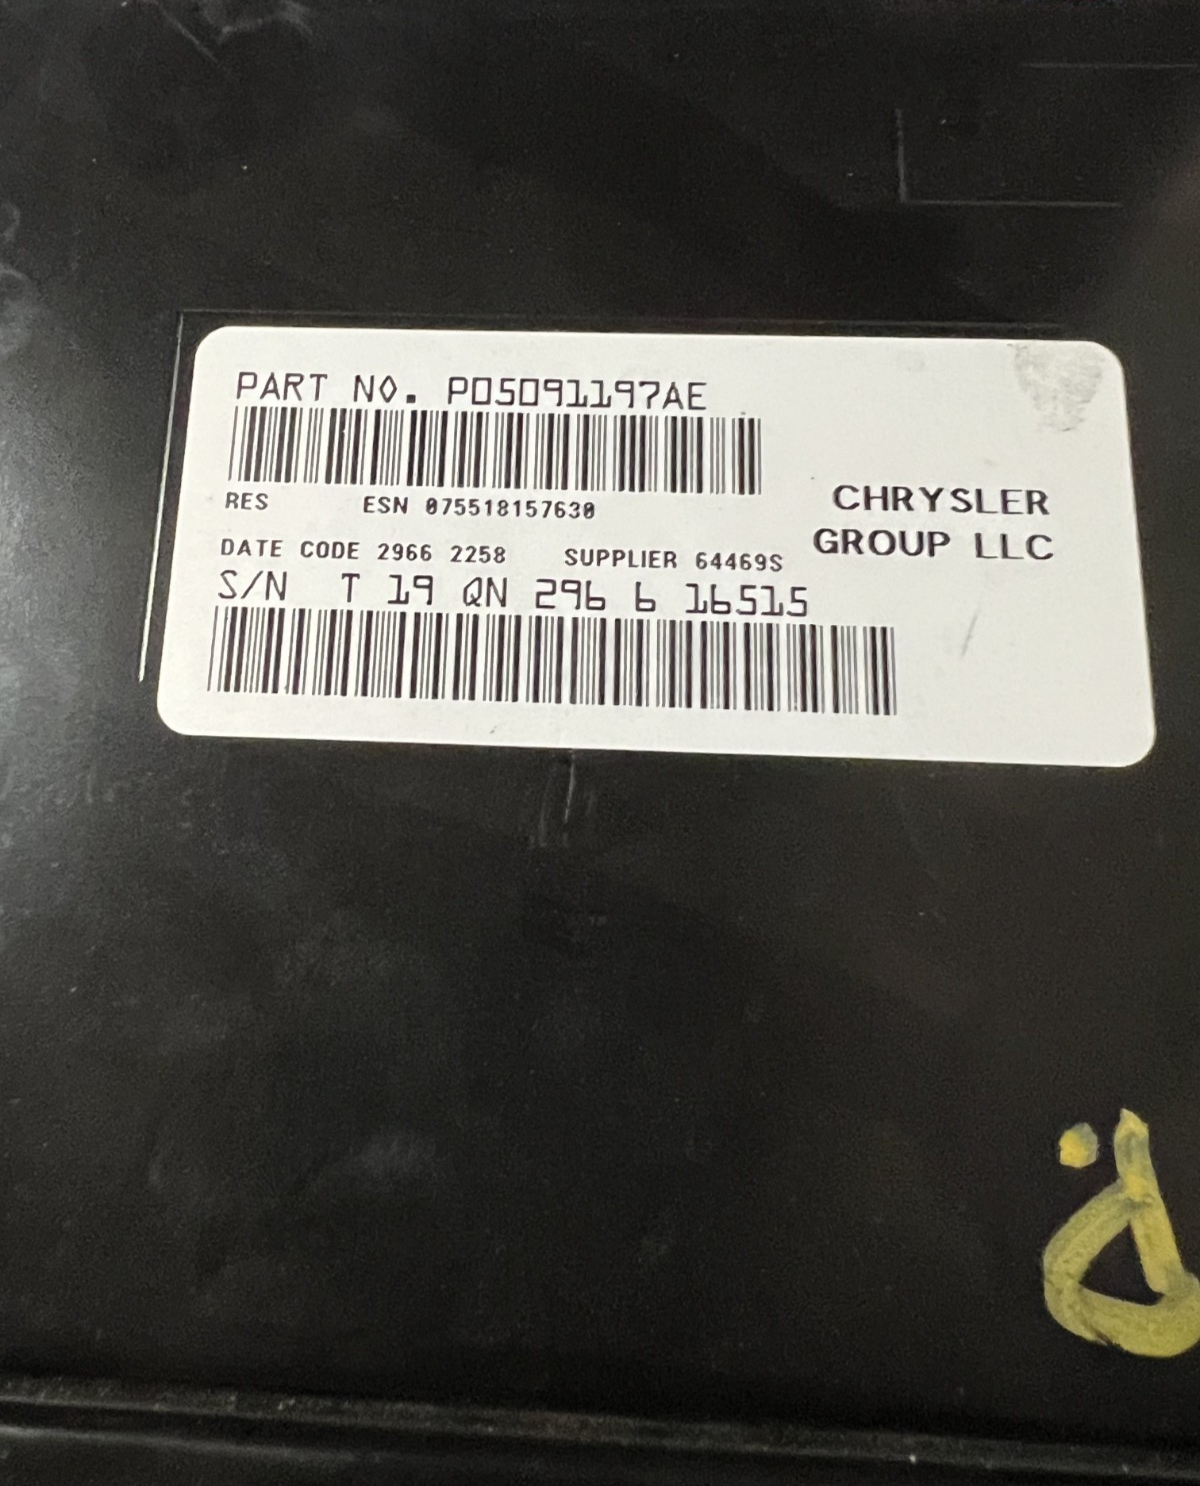 PART NO. P05091197AE
RES ESN 075518157630
DATE CODE 2966 2258 SUPPLIER 64469S
S/N T 19 QN 296 6 16515
CHRYSLER
GROUP LLC